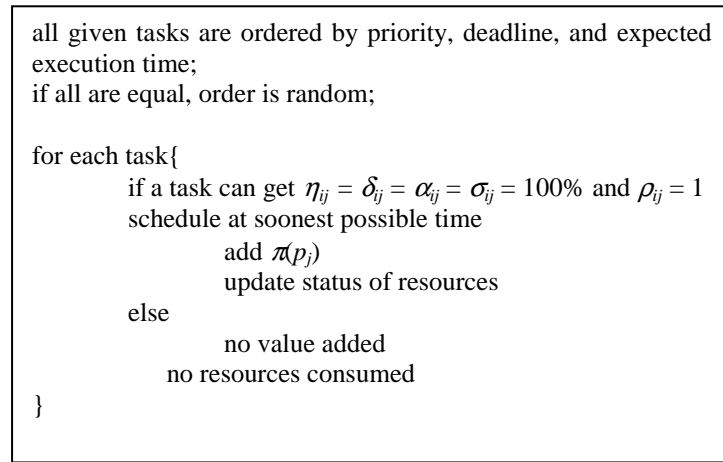 all given tasks are ordered by priority, deadline, and expected
execution time;
if all are equal, order is random;
for each task{
if a task can get ηij = δij = αij = σij = 100% and ρij = 1
schedule at soonest possible time
add π(pj)
update status of resources
else
no value added
no resources consumed
}